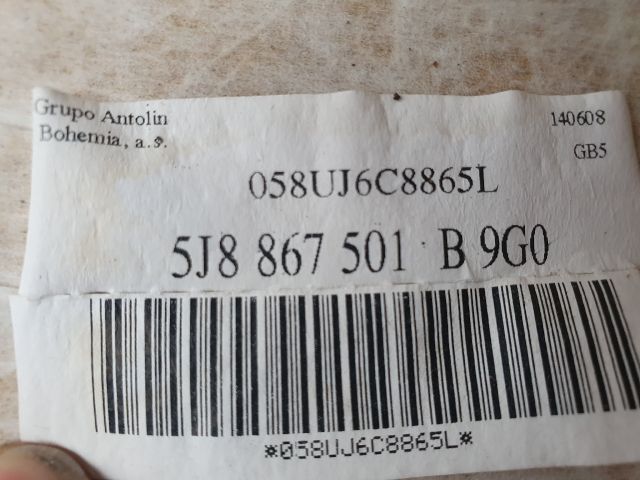 Grupo Antolin
Bohemia, a.s.
140608
GB5
058UJ6C8865L
5J8 867 501 B 9G0
*058UJ6C8865L*